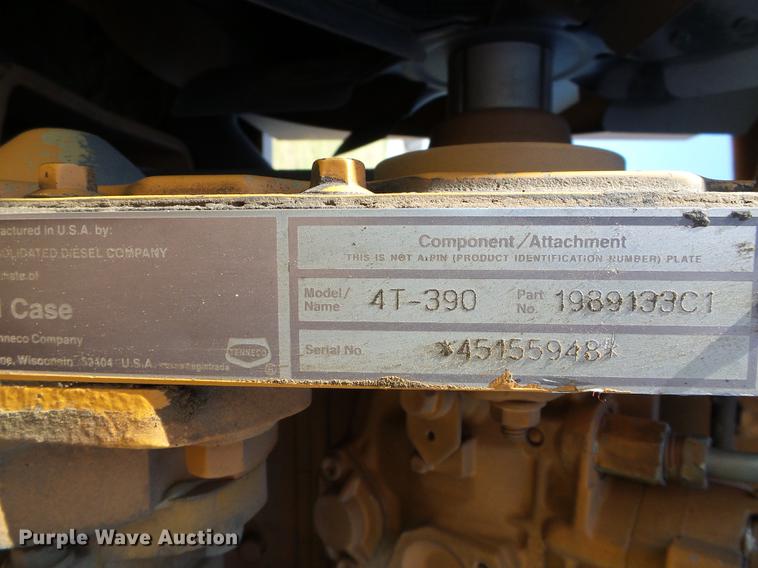 actured in U.S.A. by:
OLIDATED DIESEL COMPANY
Case
nneco Company
Wisconsin 53404 U.S.A.
TENNECO
Component/Attachment
THIS IS NOT A PIN (PRODUCT IDENTIFICATION NUMBER) PLATE
Model/ Name 4T-390 Part No. 1989133C1
Serial No. *45155948*
Purple Wave Auction